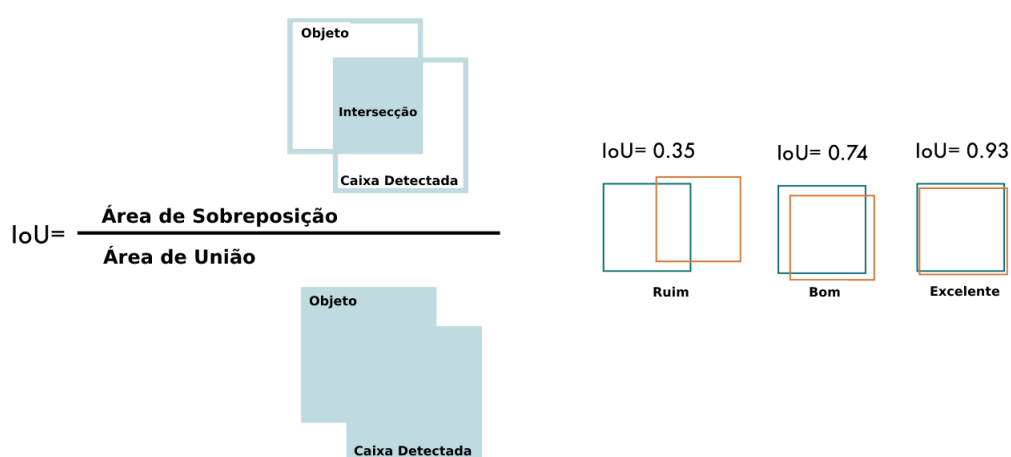 Objeto
Intersecção
Caixa Detectada
IoU=
Área de Sobreposição
Área de União
Objeto
Caixa Detectada
IoU= 0.35
IoU= 0.74
IoU= 0.93
Ruim
Bom
Excelente